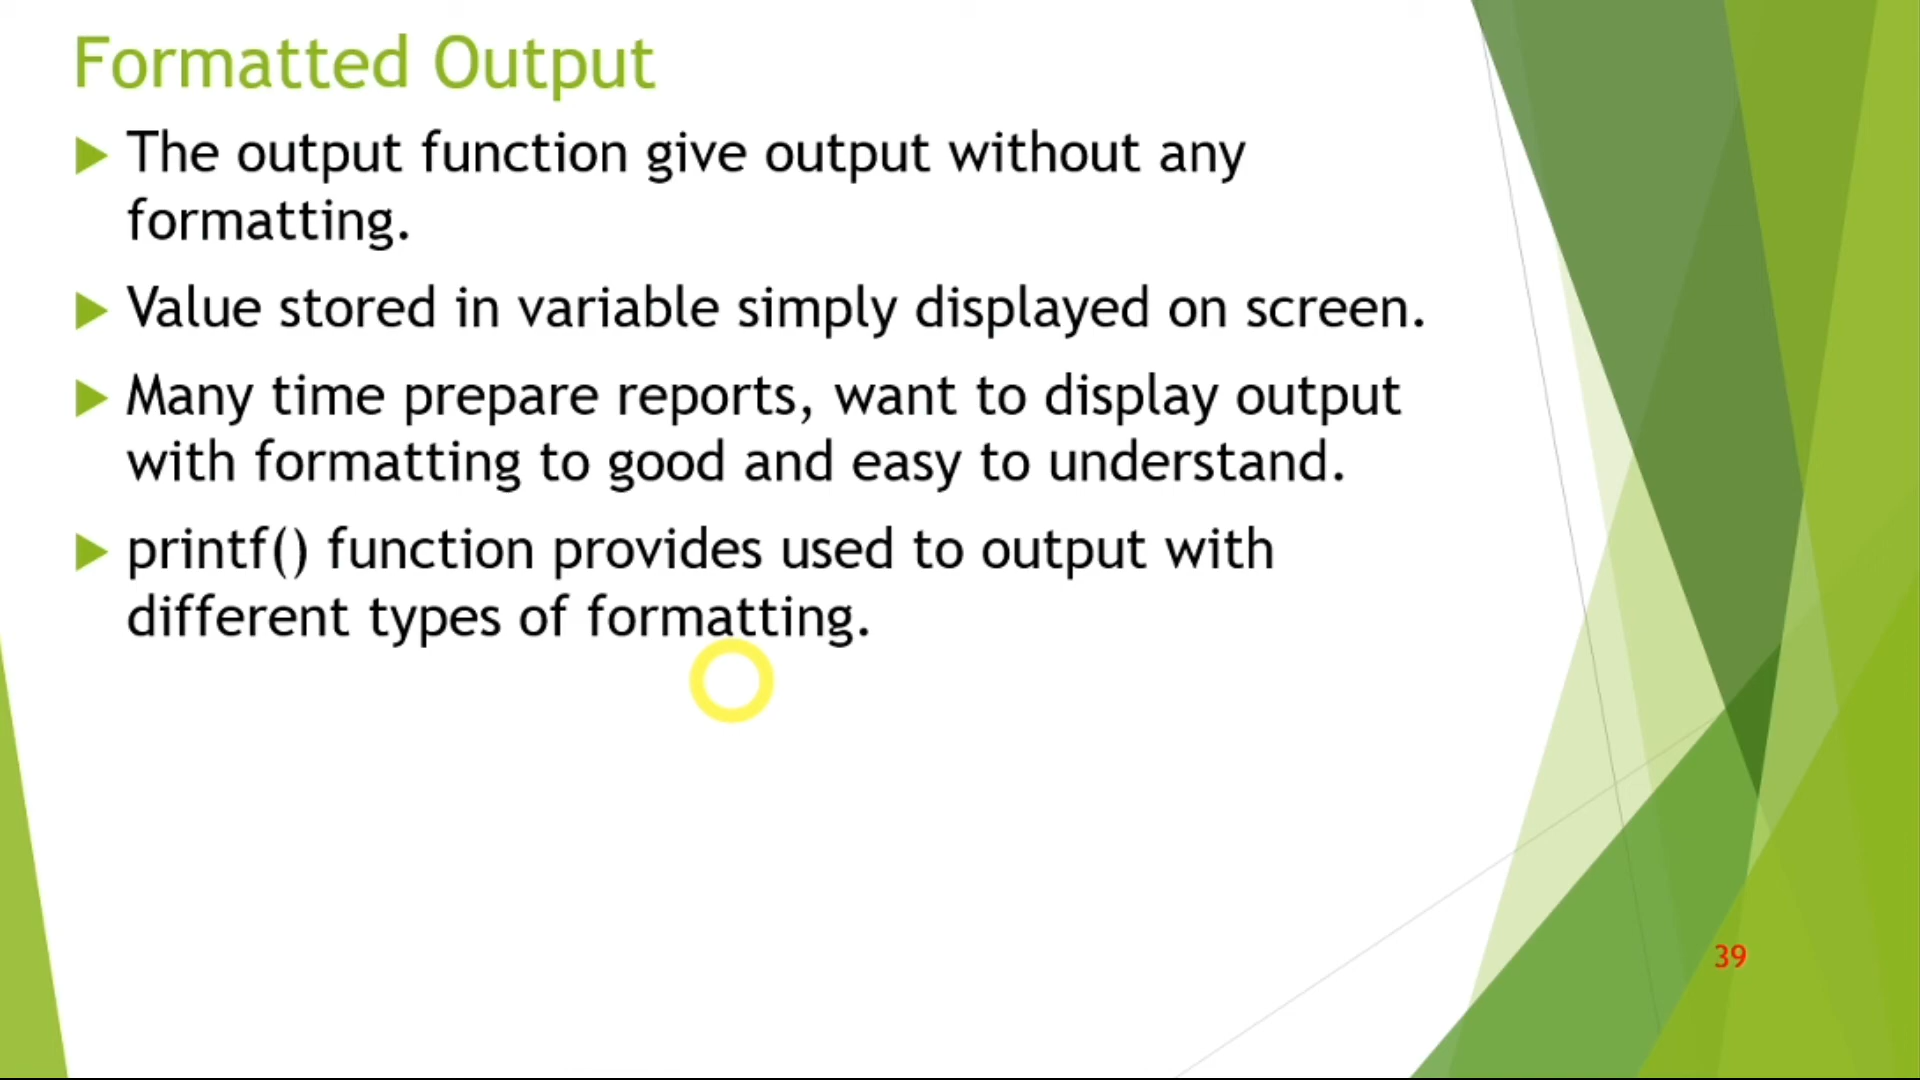 Formatted Output
The output function give output without any
formatting.
Value stored in variable simply displayed on screen.
Many time prepare reports, want to display output
with formatting to good and easy to understand.
printf() function provides used to output with
different types of formatting.
39